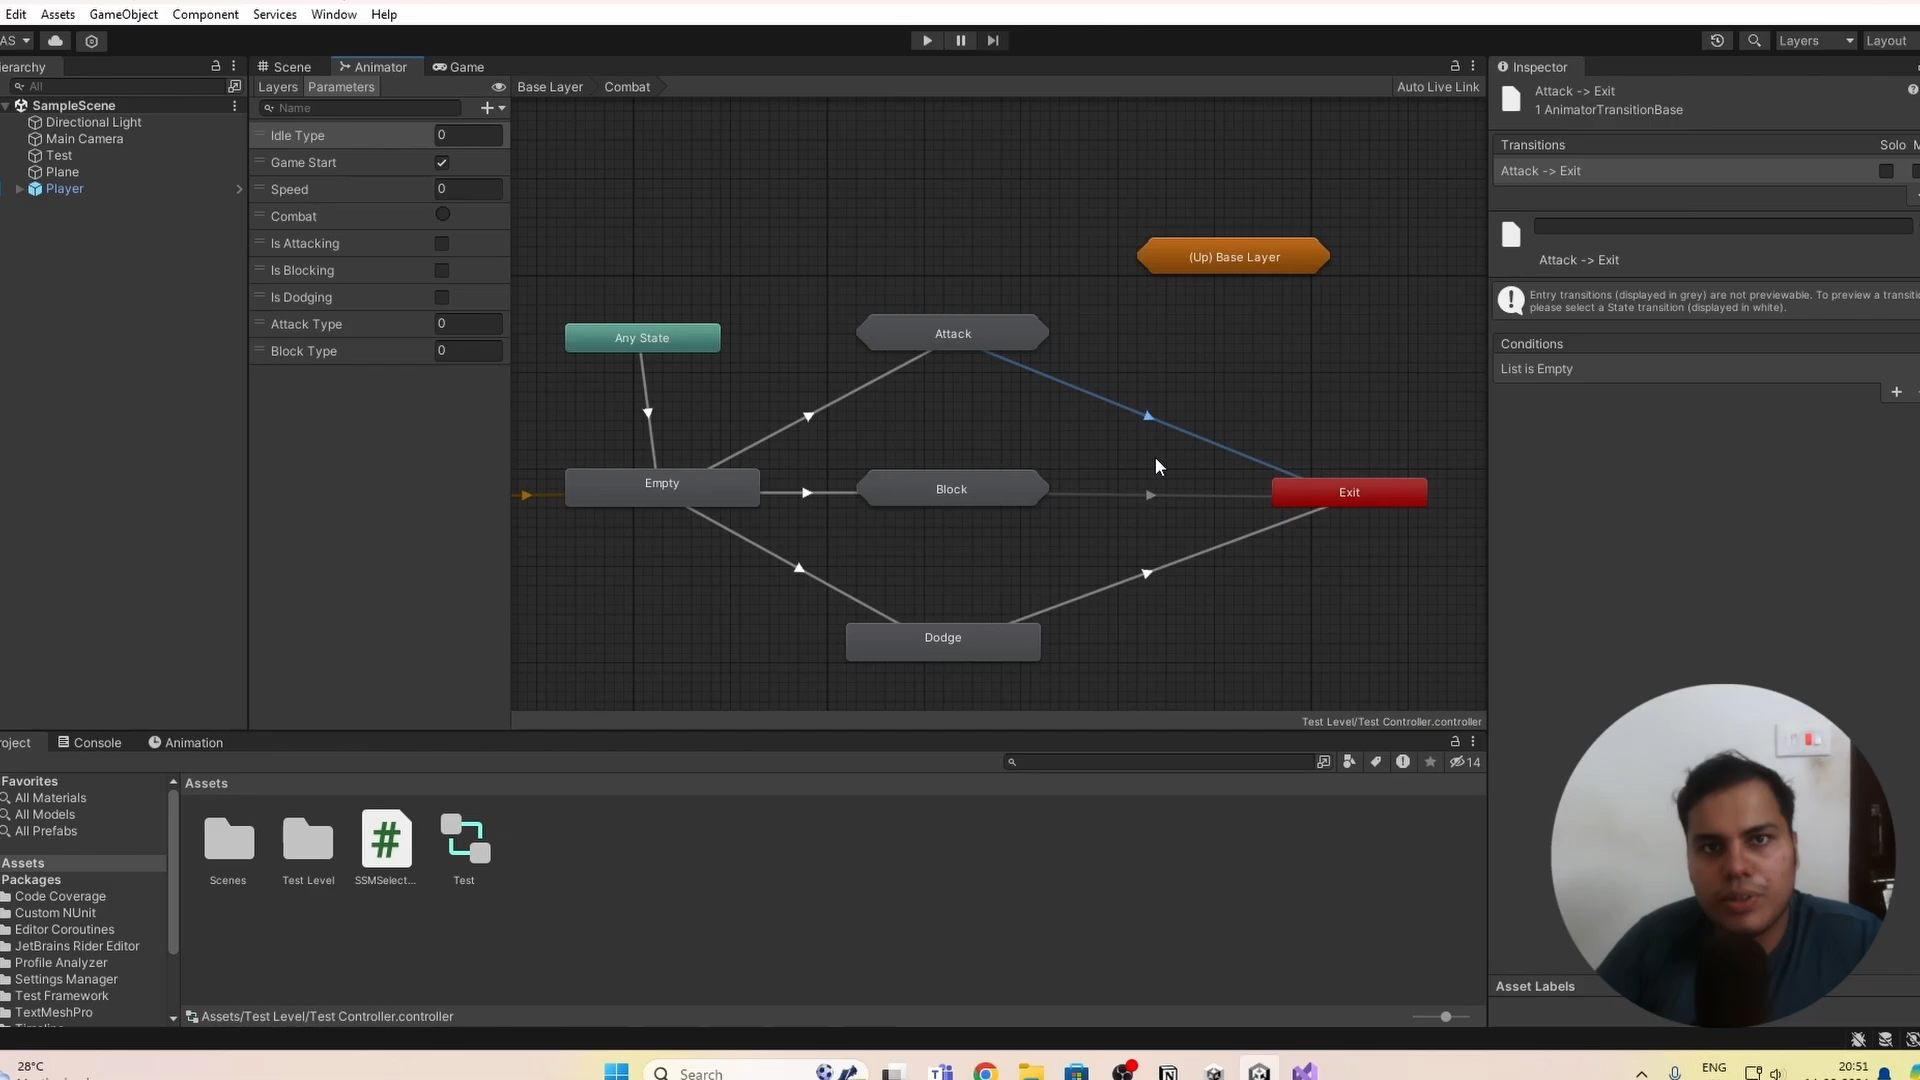 Edit Assets GameObject Component Services Window Help
AS
Layers Layout
ierarchy
Scene Animator Game
Inspector
All
Layers Parameters
Base Layer Combat Auto Live Link
Name
SampleScene
Directional Light
Main Camera
Test
Plane
Player
Idle Type 0
Game Start
Speed 0
Combat
Is Attacking
Is Blocking
Is Dodging
Attack Type 0
Block Type 0
(Up) Base Layer
Any State
Attack
Empty
Block
Exit
Dodge
Test Level/Test Controller.controller
Attack -> Exit
1 AnimatorTransitionBase
Transitions Solo M
Attack -> Exit
Attack -> Exit
Entry transitions (displayed in grey) are not previewable. To preview a transiti
please select a State transition (displayed in white).
Conditions
List is Empty
Asset Labels
roject Console Animation
14
Favorites
All Materials
All Models
All Prefabs
Assets
Packages
Code Coverage
Custom NUnit
Editor Coroutines
JetBrains Rider Editor
Profile Analyzer
Settings Manager
Test Framework
TextMeshPro
Assets
Scenes Test Level SSMSelect... Test
Assets/Test Level/Test Controller.controller
28°C
Search
ENG
20:51